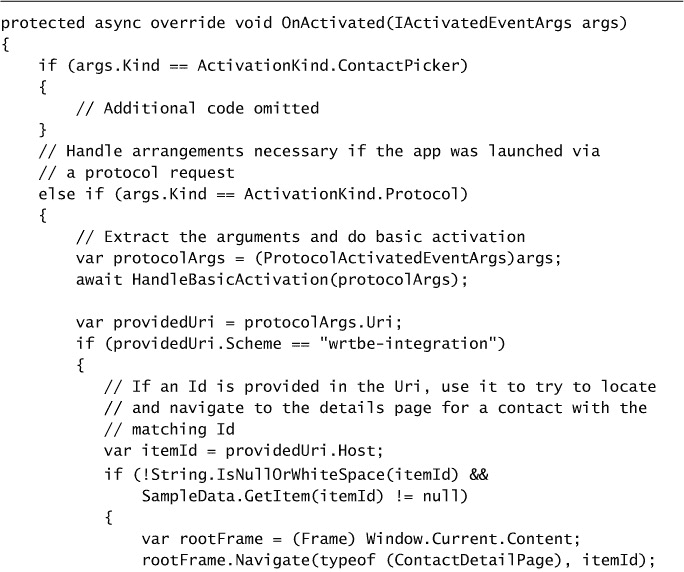 protected async override void OnActivated(IActivatedEventArgs args)
{
    if (args.Kind == ActivationKind.ContactPicker)
    {
        // Additional code omitted
    }
    // Handle arrangements necessary if the app was launched via
    // a protocol request
    else if (args.Kind == ActivationKind.Protocol)
    {
        // Extract the arguments and do basic activation
        var protocolArgs = (ProtocolActivatedEventArgs)args;
        await HandleBasicActivation(protocolArgs);

        var providedUri = protocolArgs.Uri;
        if (providedUri.Scheme == "wrtbe-integration")
        {
           // If an Id is provided in the Uri, use it to try to locate
           // and navigate to the details page for a contact with the
           // matching Id
           var itemId = providedUri.Host;
           if (!String.IsNullOrWhiteSpace(itemId) &&
               SampleData.GetItem(itemId) != null)
           {
               var rootFrame = (Frame) Window.Current.Content;
               rootFrame.Navigate(typeof (ContactDetailPage), itemId);